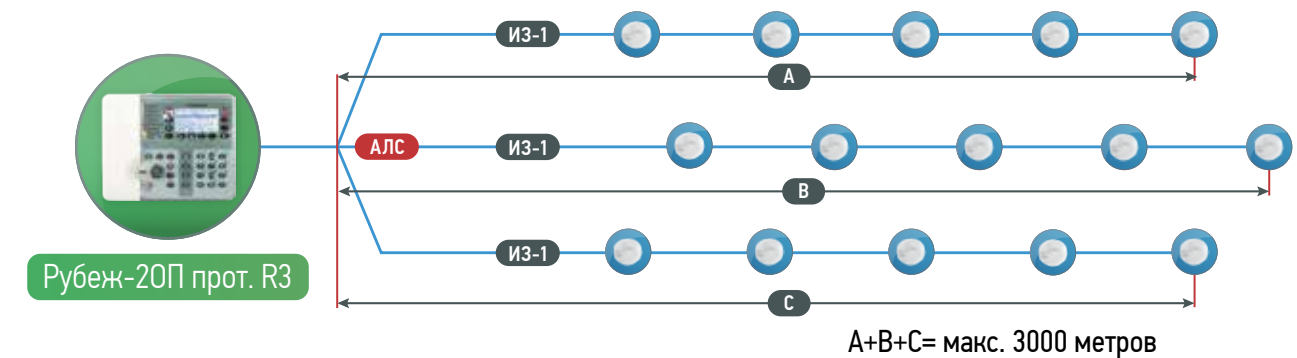 ИЗ-1
А
АЛС
ИЗ-1
В
ИЗ-1
Рубеж-2ОП прот. R3
С
А+В+С= макс. 3000 метров